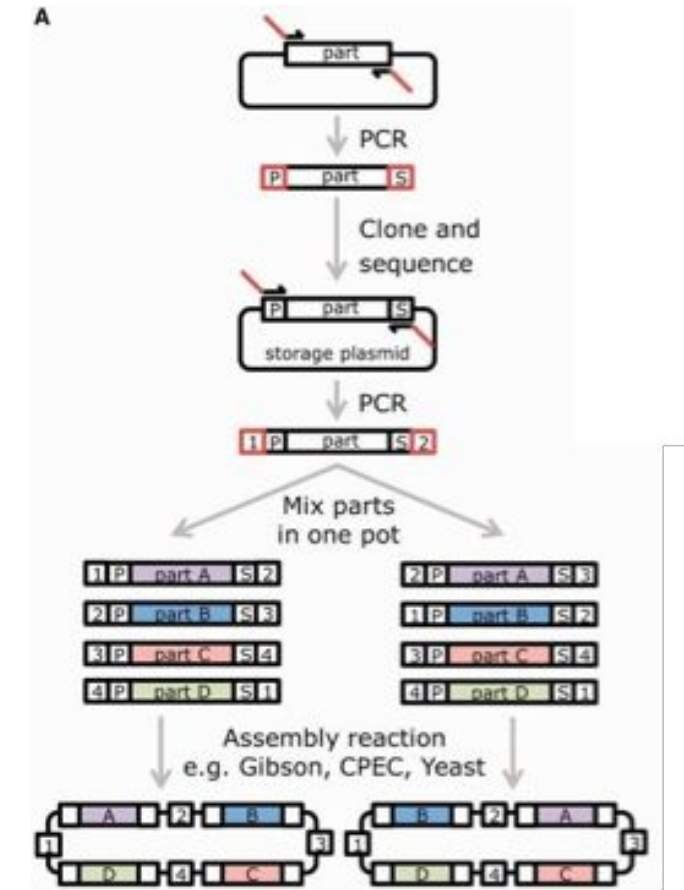 A
part
PCR
P part S
Clone and
sequence
P part S
storage plasmid
PCR
1 P part S 2
Mix parts
in one pot
1 P part A S 2
2 P part B S 3
3 P part C S 4
4 P part D S 1
2 P part A S 3
1 P part B S 2
3 P part C S 4
4 P part D S 1
Assembly reaction
e.g. Gibson, CPEC, Yeast
A 2 B
1 3
D 4 C
B 2 A
1 3
D 4 C